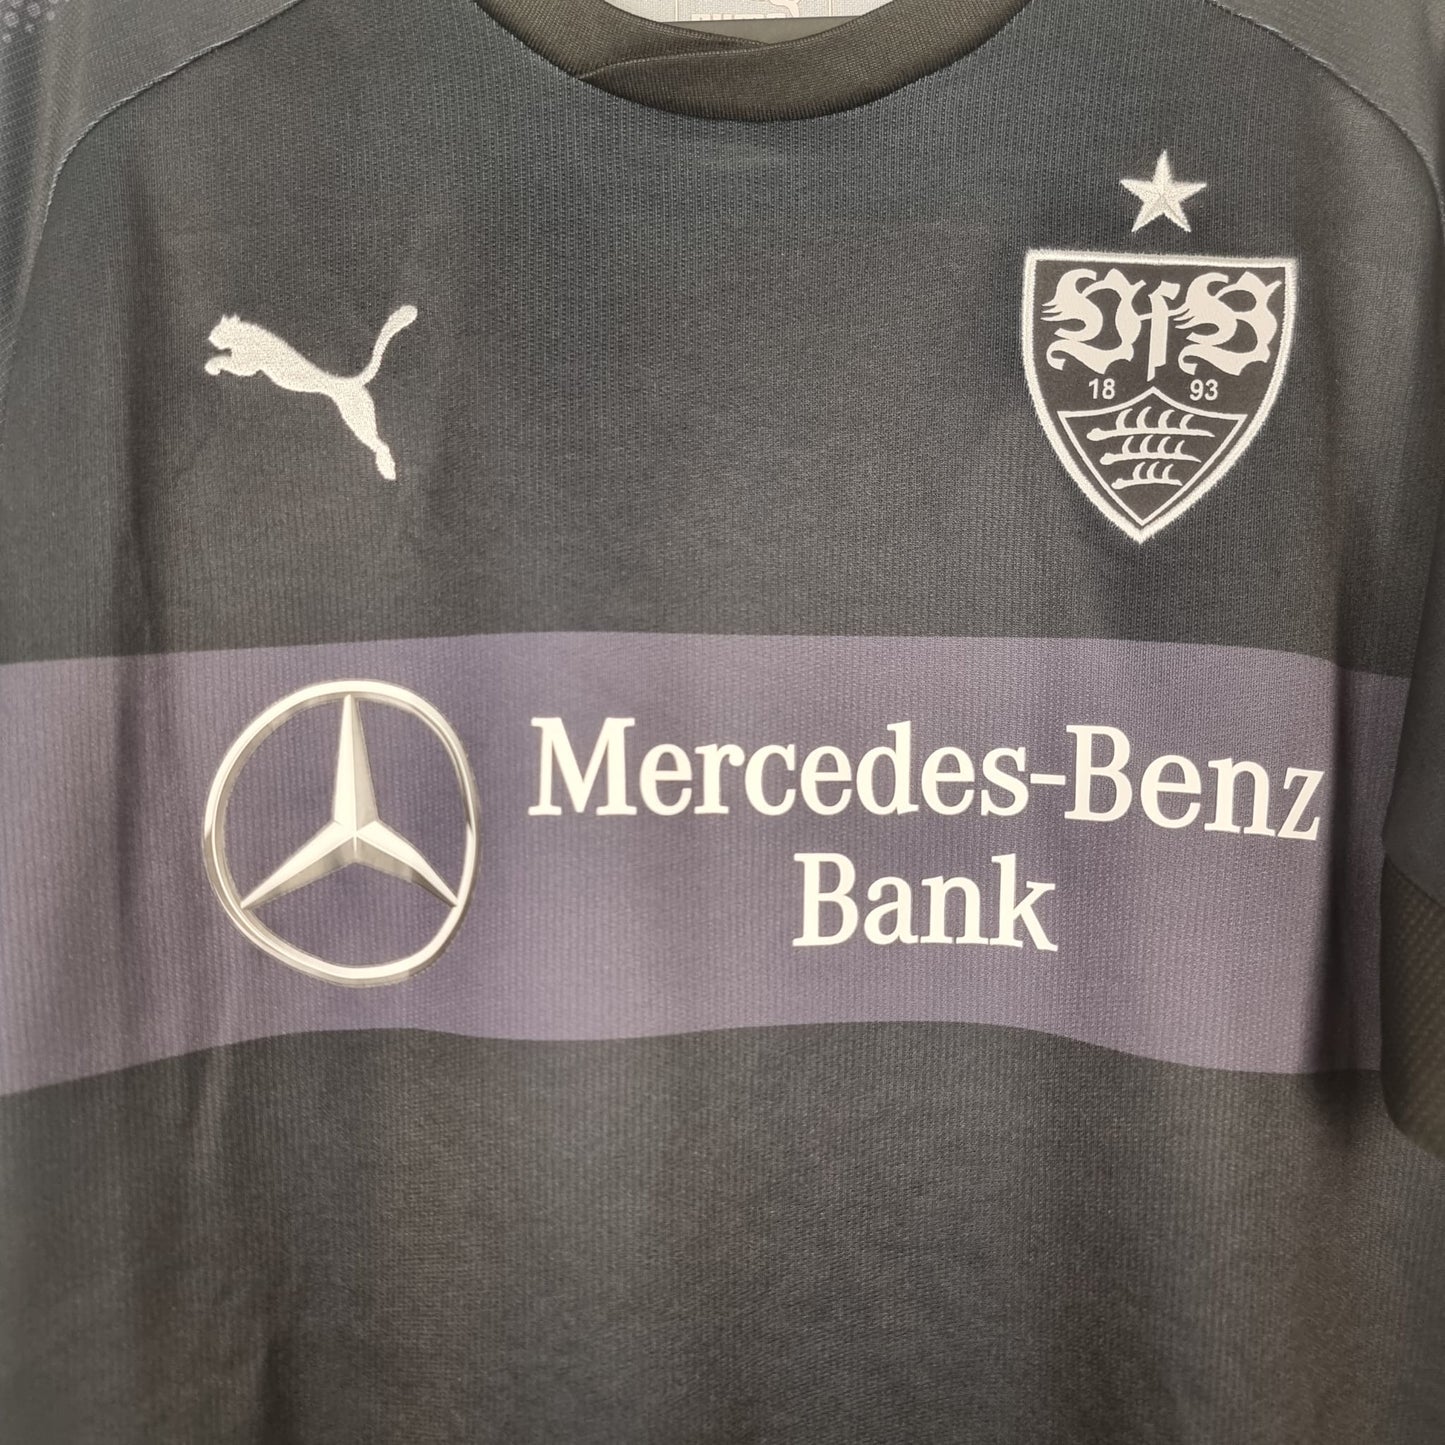 VfB
18 93
Mercedes-Benz
Bank